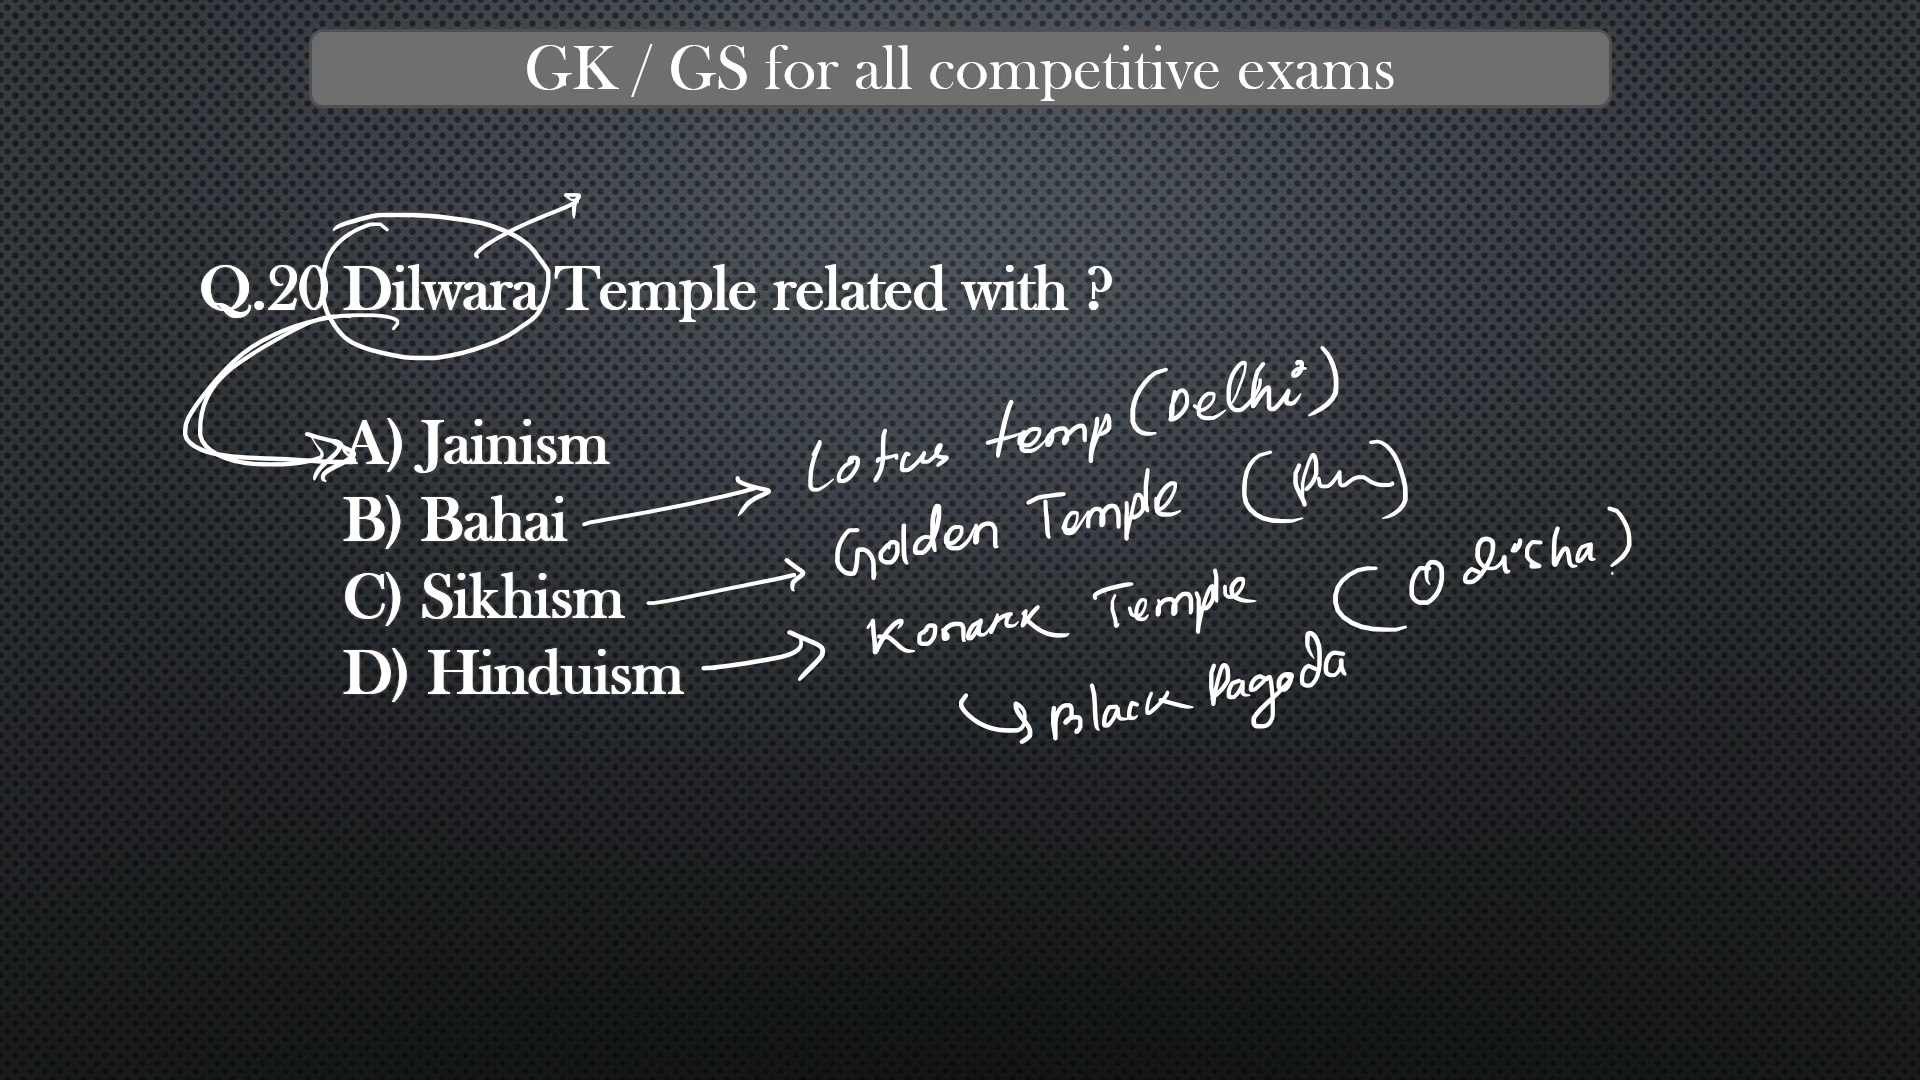 GK / GS for all competitive exams
Q.20 Dilwara Temple related with ?
A) Jainism
Lotus temp (Delhi)
B) Bahai
Golden Temple
C) Sikhism
Konark Temple (Odisha)
D) Hinduism
Black Pagoda